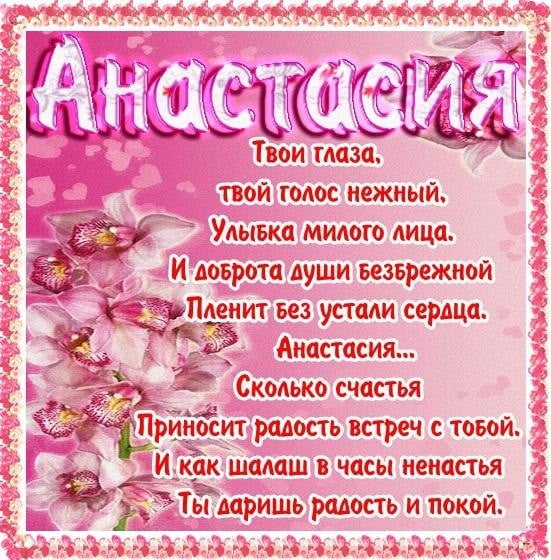 Анастасия
Твои глаза,
твой голос нежный,
Улыбка милого лица.
И доброта души безбрежной
Пленит без устали сердца.
Анастасия...
Сколько счастья
Приносит радость встреч с тобой.
И как шалаш в часы ненастья
Ты даришь радость и покой.